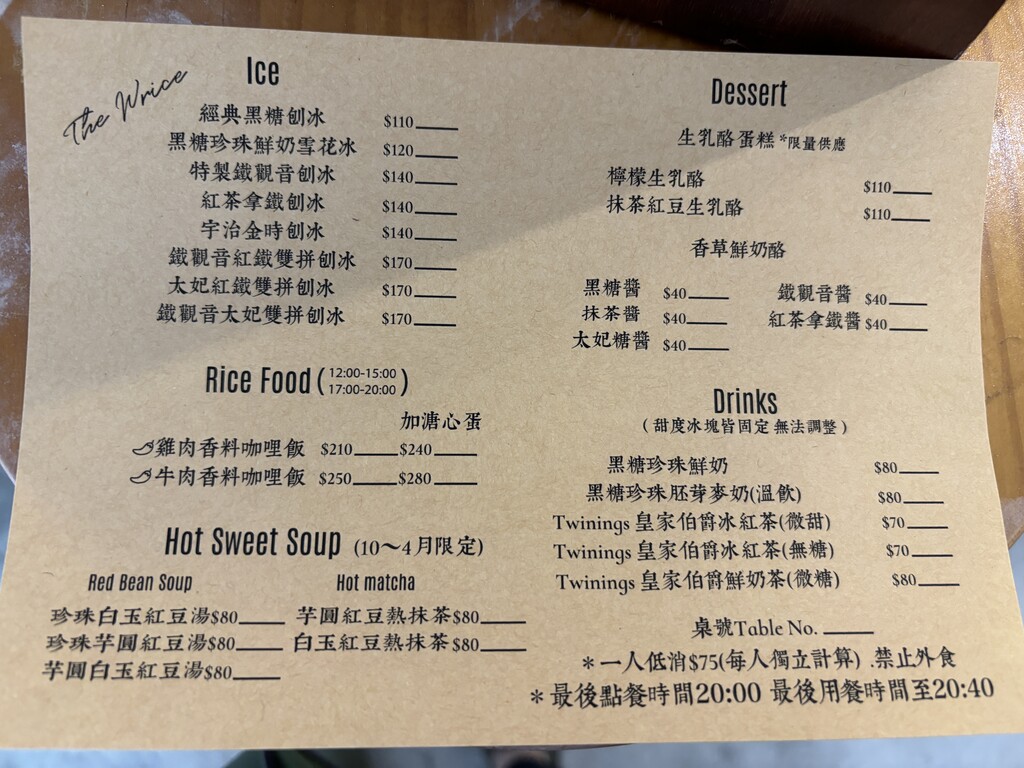 The Wrice
Ice
經典黑糖刨冰 $110
黑糖珍珠鮮奶雪花冰 $120
特製鐵觀音刨冰 $140
紅茶拿鐵刨冰 $140
宇治金時刨冰 $140
鐵觀音紅鐵雙拼刨冰 $170
太妃紅鐵雙拼刨冰 $170
鐵觀音太妃雙拼刨冰 $170
Rice Food (12:00-15:00
17:00-20:00)
加溏心蛋
雞肉香料咖哩飯 $210 $240
牛肉香料咖哩飯 $250 $280
Hot Sweet Soup (10～4月限定)
Red Bean Soup Hot matcha
珍珠白玉紅豆湯$80 芋圓紅豆熱抹茶$80
珍珠芋圓紅豆湯$80 白玉紅豆熱抹茶$80
芋圓白玉紅豆湯$80
Dessert
生乳酪蛋糕*限量供應
檸檬生乳酪 $110
抹茶紅豆生乳酪 $110
香草鮮奶酪
黑糖醬 $40 鐵觀音醬 $40
抹茶醬 $40 紅茶拿鐵醬 $40
太妃糖醬 $40
Drinks
(甜度冰塊皆固定 無法調整)
黑糖珍珠鮮奶 $80
黑糖珍珠胚芽麥奶(溫飲) $80
Twinings 皇家伯爵冰紅茶(微甜) $70
Twinings 皇家伯爵冰紅茶(無糖) $70
Twinings 皇家伯爵鮮奶茶(微糖) $80
桌號Table No.
*一人低消$75(每人獨立計算) .禁止外食
*最後點餐時間20:00 最後用餐時間至20:40